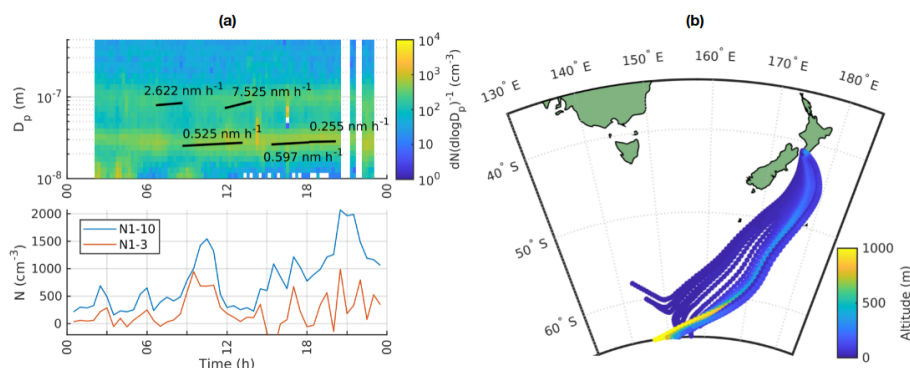 (a)
(b)
10^-7
10^-8
D_p (m)
2.622 nm h^-1
7.525 nm h^-1
0.525 nm h^-1
0.255 nm h^-1
0.597 nm h^-1
00 06 12 18 00
10^4
10^3
10^2
10^1
10^0
dN(dlogD_p)^-1 (cm^-3)
2000
1500
1000
500
0
N (cm^-3)
N1-10
N1-3
00 06 12 18 00
Time (h)
130° E
140° E
150° E
160° E
170° E
180° E
40° S
50° S
60° S
1000
500
0
Altitude (m)